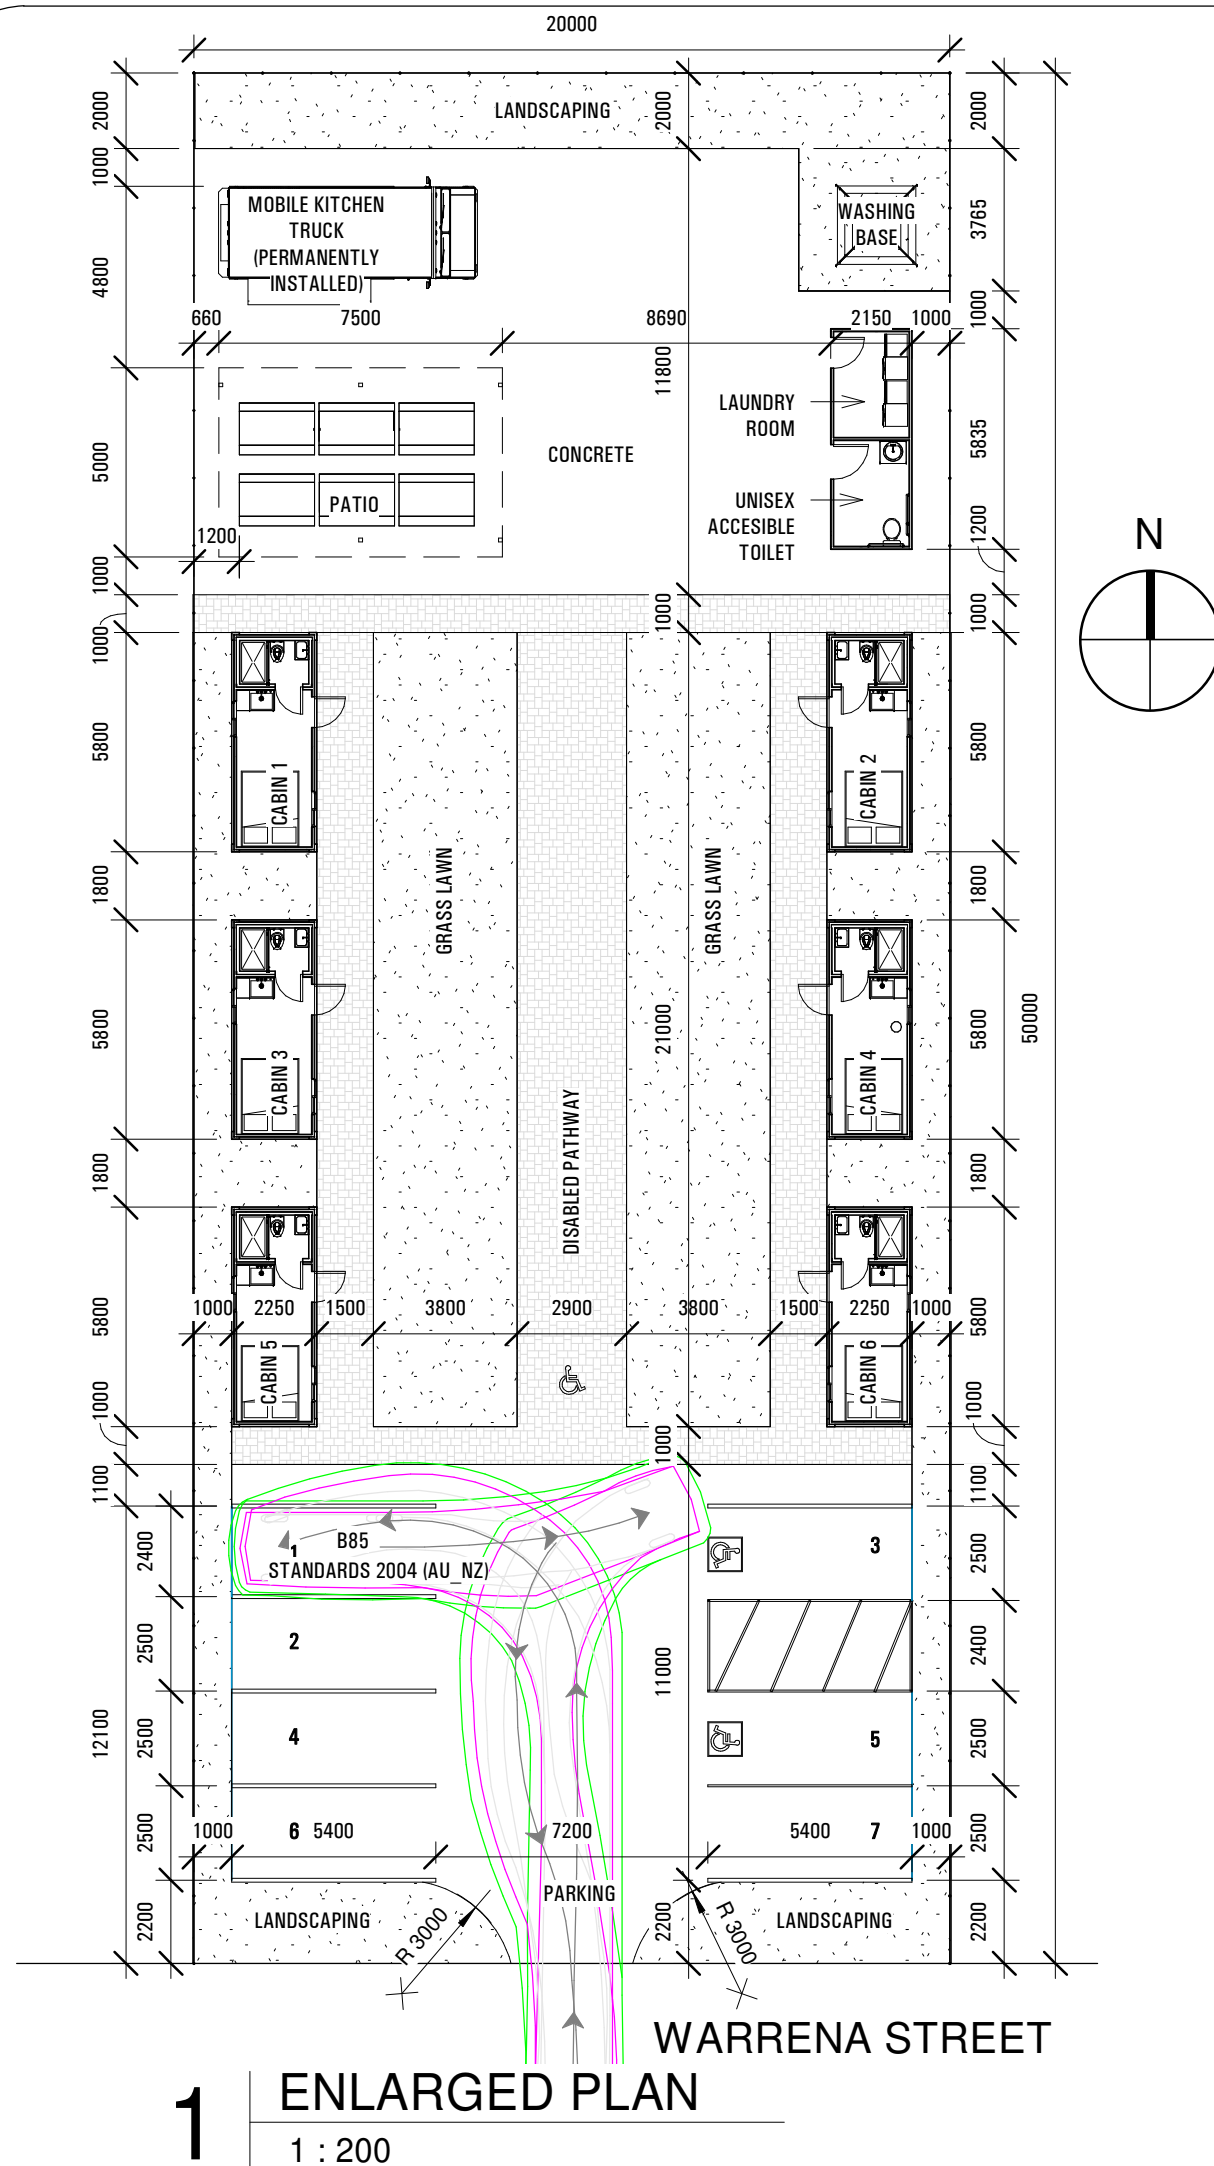 20000
2000
LANDSCAPING
2000
2000
1000
MOBILE KITCHEN
TRUCK
(PERMANENTLY
INSTALLED)
WASHING
BASE
3765
4800
660
7500
8690
2150
1000
1000
11800
LAUNDRY
ROOM
5835
5000
CONCRETE
PATIO
UNISEX
ACCESIBLE
TOILET
1200
1200
N
1000
1000
1000
1000
5800
CABIN 1
CABIN 2
5800
1800
GRASS LAWN
GRASS LAWN
1800
5800
CABIN 3
21000
CABIN 4
5800
50000
DISABLED PATHWAY
1800
1800
5800
1000
2250
1500
3800
2900
3800
1500
2250
1000
5800
CABIN 5
CABIN 6
1000
1000
1000
1100
1100
2400
1
B85
STANDARDS 2004 (AU_NZ)
3
2500
2500
2
11000
2400
12100
2500
4
5
2500
2500
1000
6
5400
7200
5400
7
1000
2500
PARKING
2200
LANDSCAPING
R 3000
2200
R 3000
LANDSCAPING
2200
WARRENA STREET
1
ENLARGED PLAN
1 : 200